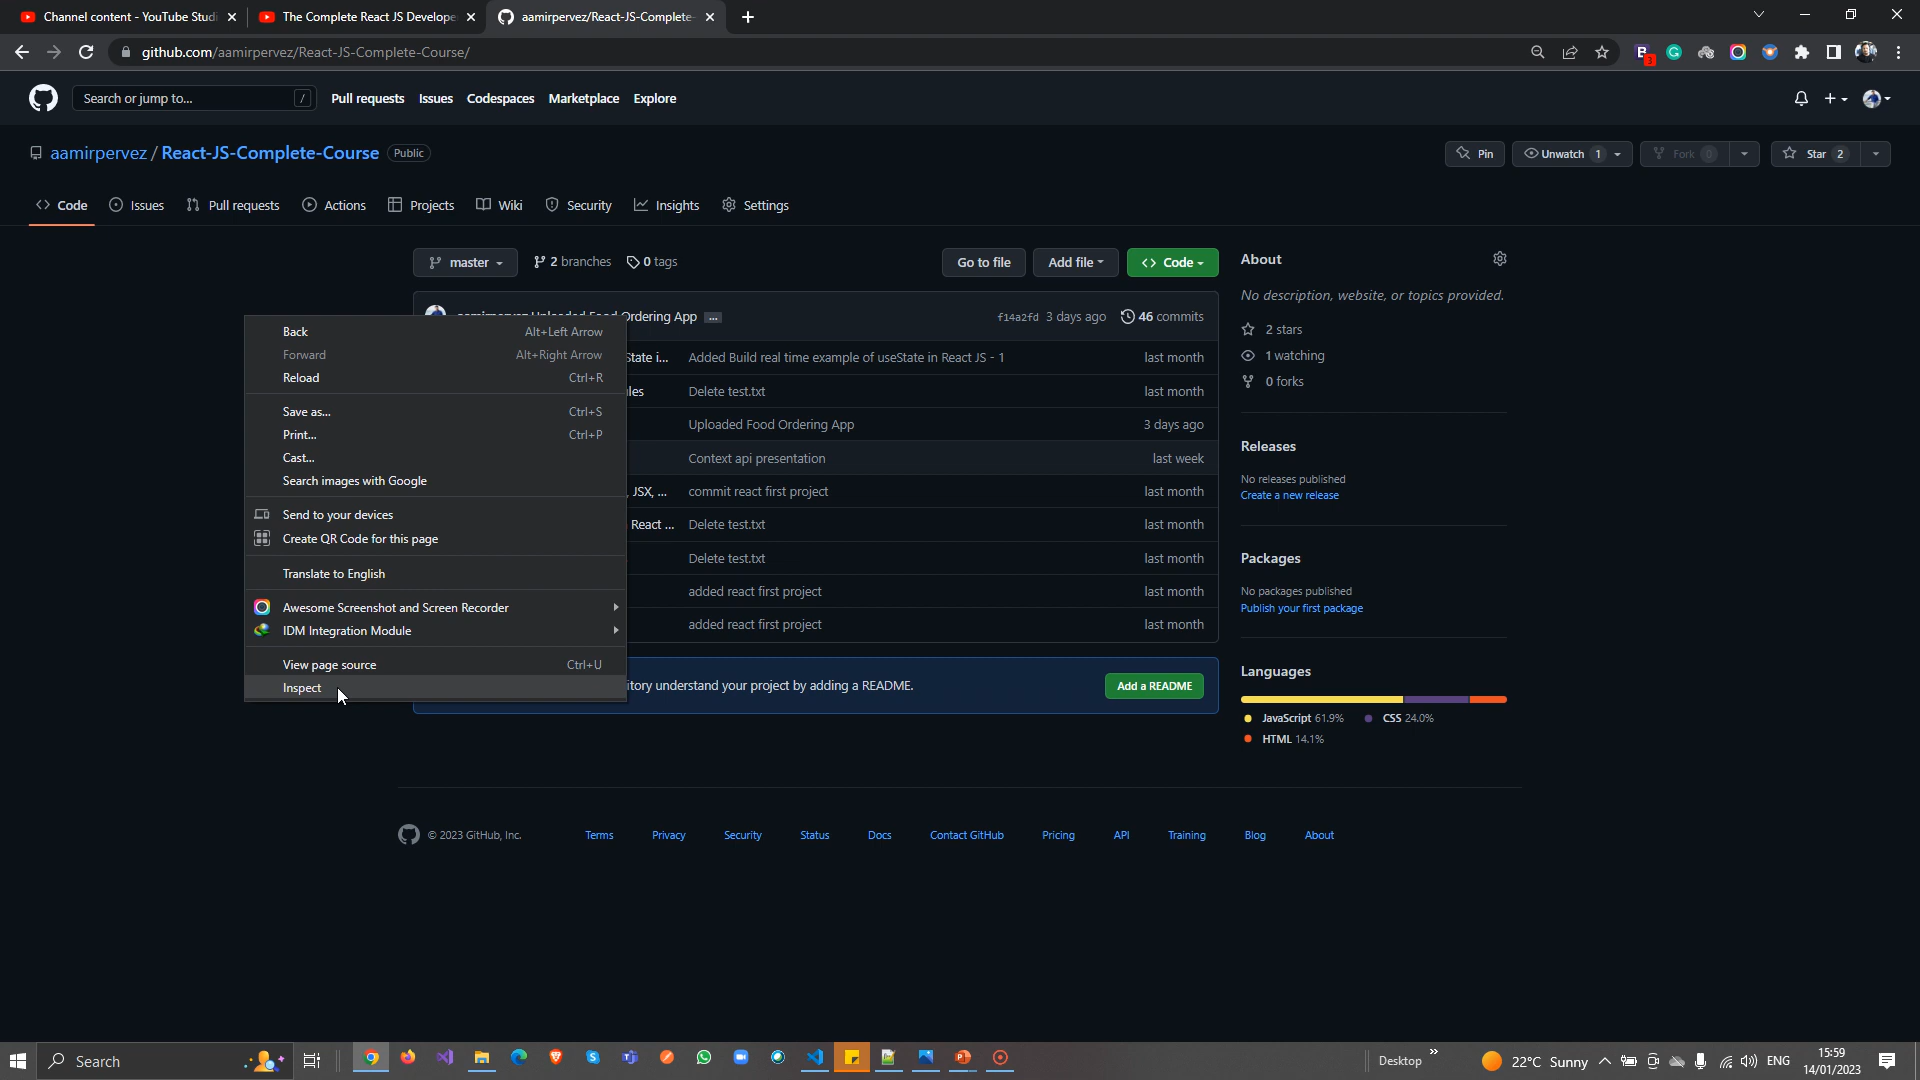 Channel content - YouTube Studi
The Complete React JS Develope
aamirpervez/React-JS-Complete-
github.com/aamirpervez/React-JS-Complete-Course/
3
Search or jump to... /
Pull requests Issues Codespaces Marketplace Explore
aamirpervez / React-JS-Complete-Course Public
Pin Unwatch 1 Fork 0 Star 2
Code Issues Pull requests Actions Projects Wiki Security Insights Settings
master 2 branches 0 tags Go to file Add file Code
Ordering App ... f14a2fd 3 days ago 46 commits
State i... Added Build real time example of useState in React JS - 1 last month
les Delete test.txt last month
Uploaded Food Ordering App 3 days ago
Context api presentation last week
, JSX, ... commit react first project last month
React ... Delete test.txt last month
Delete test.txt last month
added react first project last month
added react first project last month
itory understand your project by adding a README. Add a README
Back Alt+Left Arrow
Forward Alt+Right Arrow
Reload Ctrl+R
Save as... Ctrl+S
Print... Ctrl+P
Cast...
Search images with Google
Send to your devices
Create QR Code for this page
Translate to English
Awesome Screenshot and Screen Recorder
IDM Integration Module
View page source Ctrl+U
Inspect
About
No description, website, or topics provided.
2 stars
1 watching
0 forks
Releases
No releases published
Create a new release
Packages
No packages published
Publish your first package
Languages
JavaScript 61.9% CSS 24.0%
HTML 14.1%
© 2023 GitHub, Inc. Terms Privacy Security Status Docs Contact GitHub Pricing API Training Blog About
Search
Desktop
22°C Sunny
ENG
15:59
14/01/2023